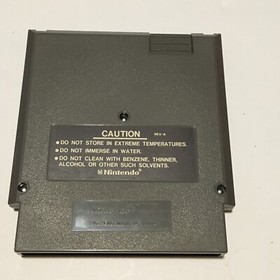 CAUTION
REV-A
• DO NOT STORE IN EXTREME TEMPERATURES.
• DO NOT IMMERSE IN WATER.
• DO NOT CLEAN WITH BENZENE, THINNER,
ALCOHOL OR OTHER SUCH SOLVENTS.
Nintendo